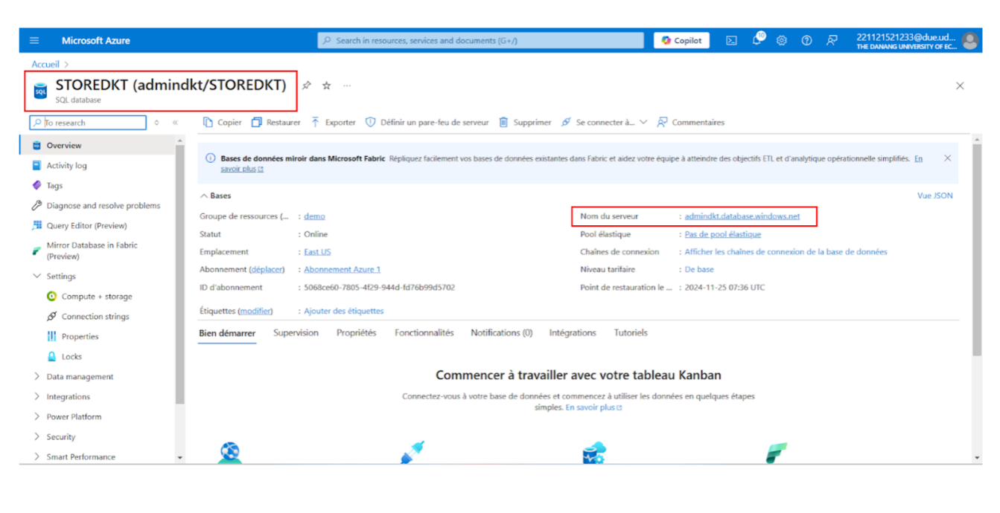 Microsoft Azure
Search in resources, services and documents (G+/)
Copilot
10
221121521233@due.ud...
THE DANANG UNIVERSITY OF EC...
Accueil >
STOREDKT (admindkt/STOREDKT)
SQL
SQL database
To research
Copier
Restaurer
Exporter
Définir un pare-feu de serveur
Supprimer
Se connecter à...
Commentaires
Overview
Activity log
Tags
Diagnose and resolve problems
Query Editor (Preview)
Mirror Database in Fabric
(Preview)
Settings
Compute + storage
Connection strings
Properties
Locks
Data management
Integrations
Power Platform
Security
Smart Performance
Bases de données miroir dans Microsoft Fabric Répliquez facilement vos bases de données existantes dans Fabric et aidez votre équipe à atteindre des objectifs ETL et d'analytique opérationnelle simplifiés. En
savoir plus
Bases
Vue JSON
Groupe de ressources (... : demo
Statut : Online
Emplacement : East US
Abonnement (déplacer) : Abonnement Azure 1
ID d'abonnement : 5068ce60-7805-4f29-944d-fd76b99d5702
Étiquettes (modifier) : Ajouter des étiquettes
Nom du serveur : admindkt.database.windows.net
Pool élastique : Pas de pool élastique
Chaînes de connexion : Afficher les chaînes de connexion de la base de données
Niveau tarifaire : De base
Point de restauration le ... : 2024-11-25 07:36 UTC
Bien démarrer
Supervision
Propriétés
Fonctionnalités
Notifications (0)
Intégrations
Tutoriels
Commencer à travailler avec votre tableau Kanban
Connectez-vous à votre base de données et commencez à utiliser les données en quelques étapes
simples. En savoir plus